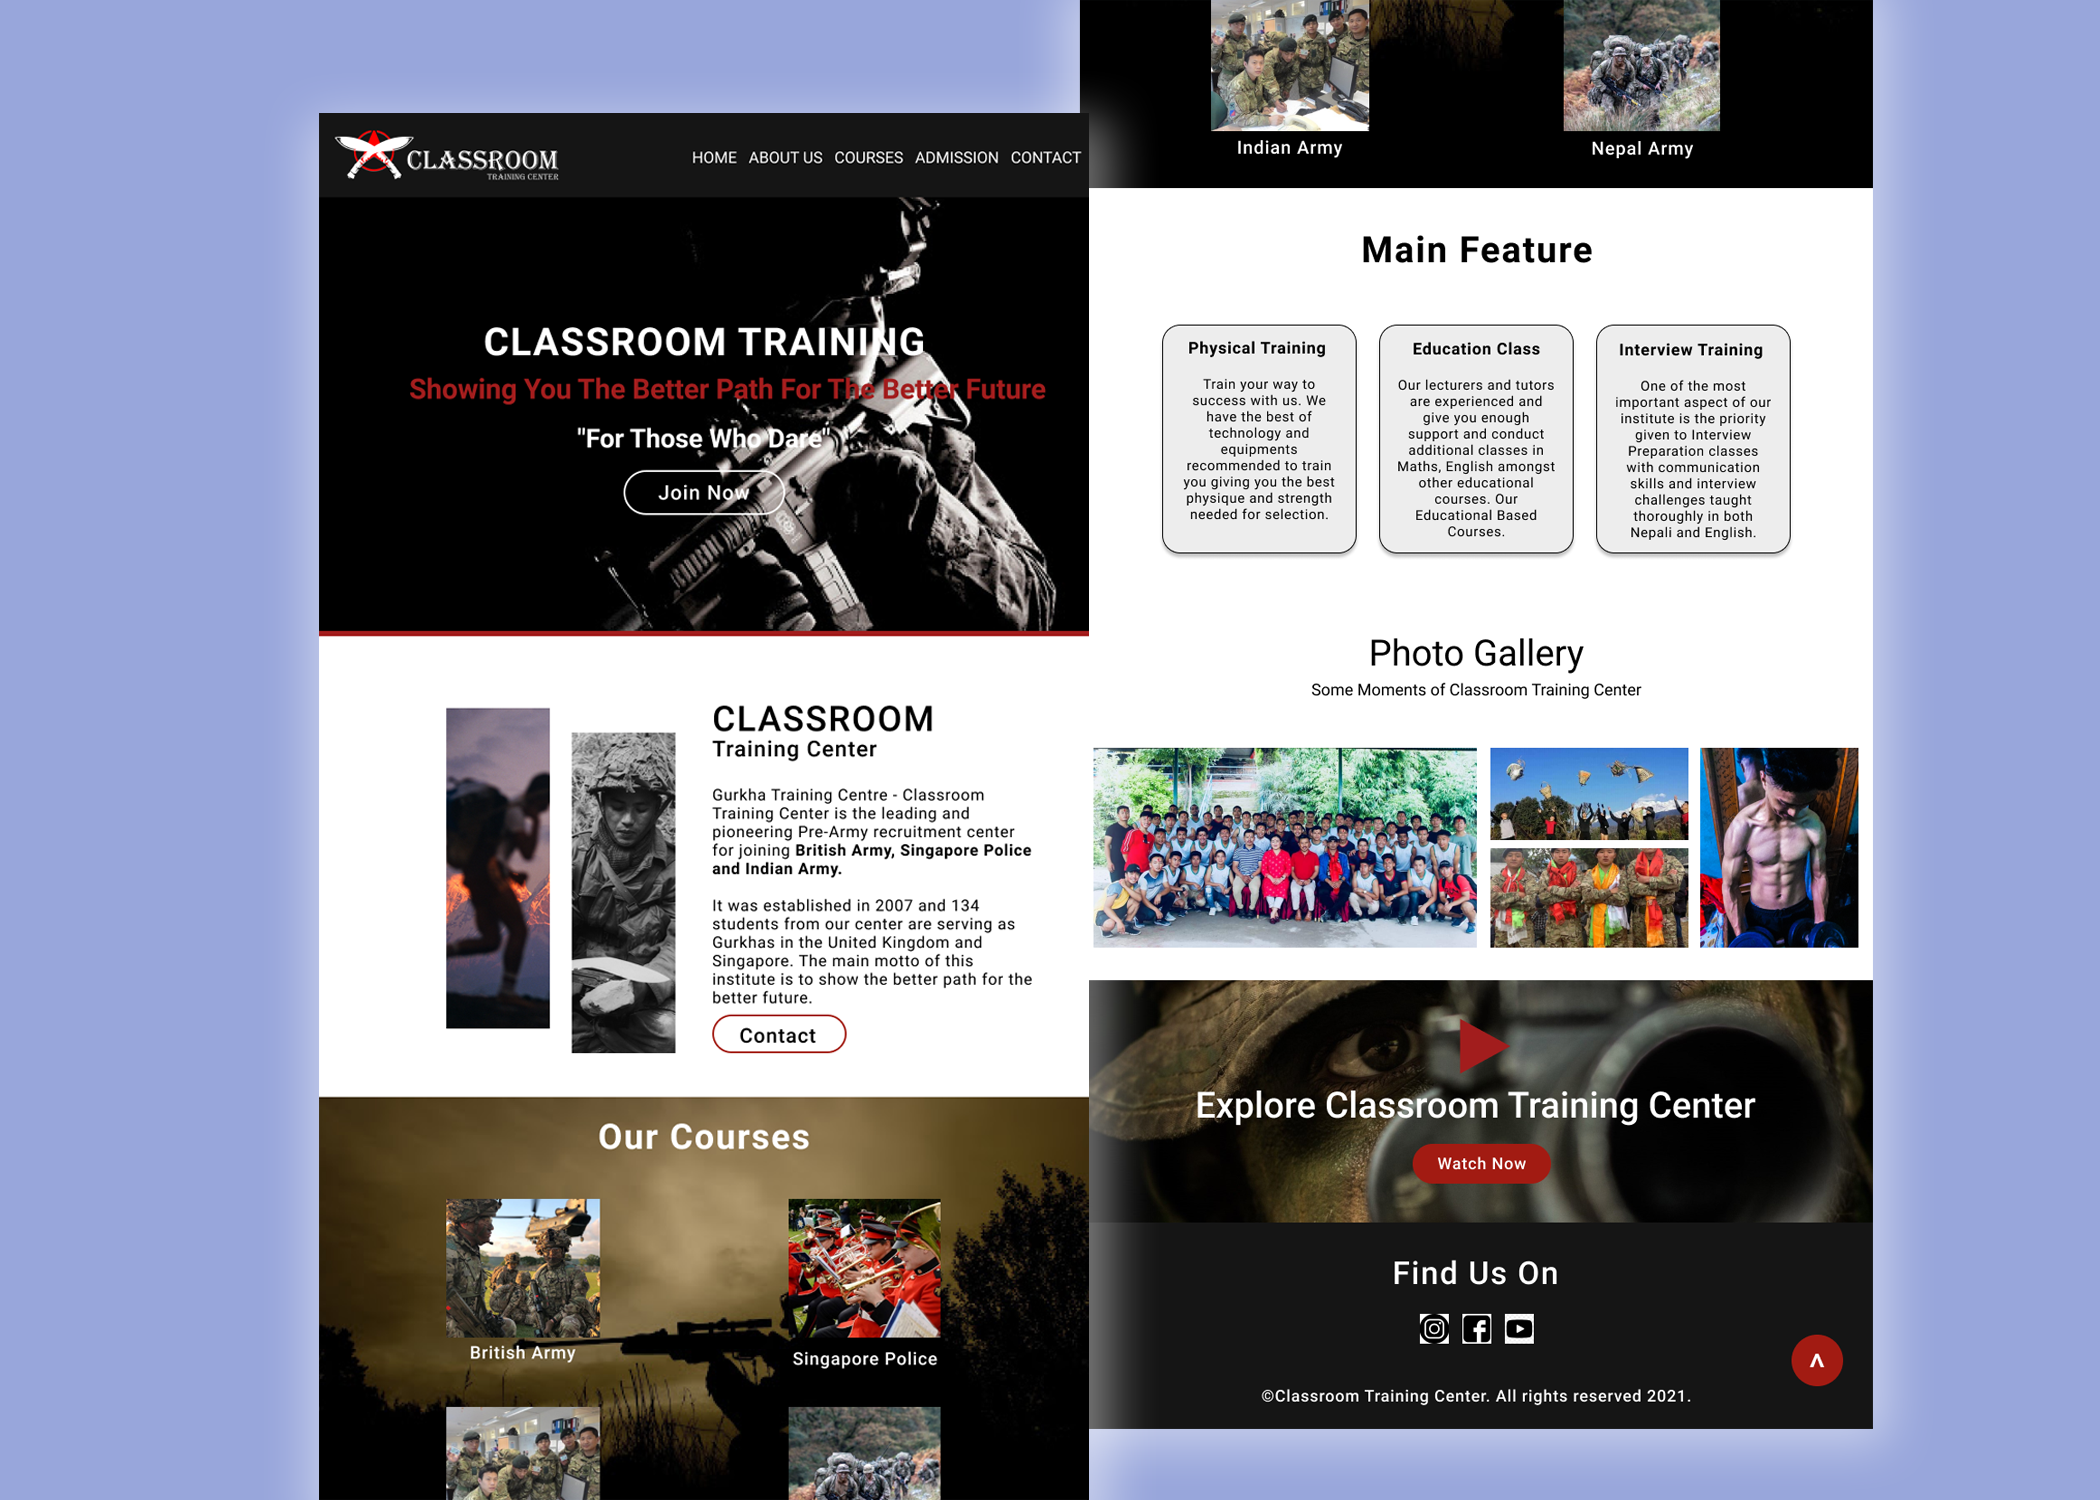 CLASSROOM
TRAINING CENTER
HOME ABOUT US COURSES ADMISSION CONTACT
CLASSROOM TRAINING
Showing You The Better Path For The Better Future
"For Those Who Dare"
Join Now
CLASSROOM
Training Center
Gurkha Training Centre - Classroom
Training Center is the leading and
pioneering Pre-Army recruitment center
for joining British Army, Singapore Police
and Indian Army.
It was established in 2007 and 134
students from our center are serving as
Gurkhas in the United Kingdom and
Singapore. The main motto of this
institute is to show the better path for the
better future.
Contact
Our Courses
British Army
Singapore Police
Indian Army
Nepal Army
Main Feature
Physical Training
Train your way to
success with us. We
have the best of
technology and
equipments
recommended to train
you giving you the best
physique and strength
needed for selection.
Education Class
Our lecturers and tutors
are experienced and
give you enough
support and conduct
additional classes in
Maths, English amongst
other educational
courses. Our
Educational Based
Courses.
Interview Training
One of the most
important aspect of our
institute is the priority
given to Interview
Preparation classes
with communication
skills and interview
challenges taught
thoroughly in both
Nepali and English.
Photo Gallery
Some Moments of Classroom Training Center
Explore Classroom Training Center
Watch Now
Find Us On
©Classroom Training Center. All rights reserved 2021.